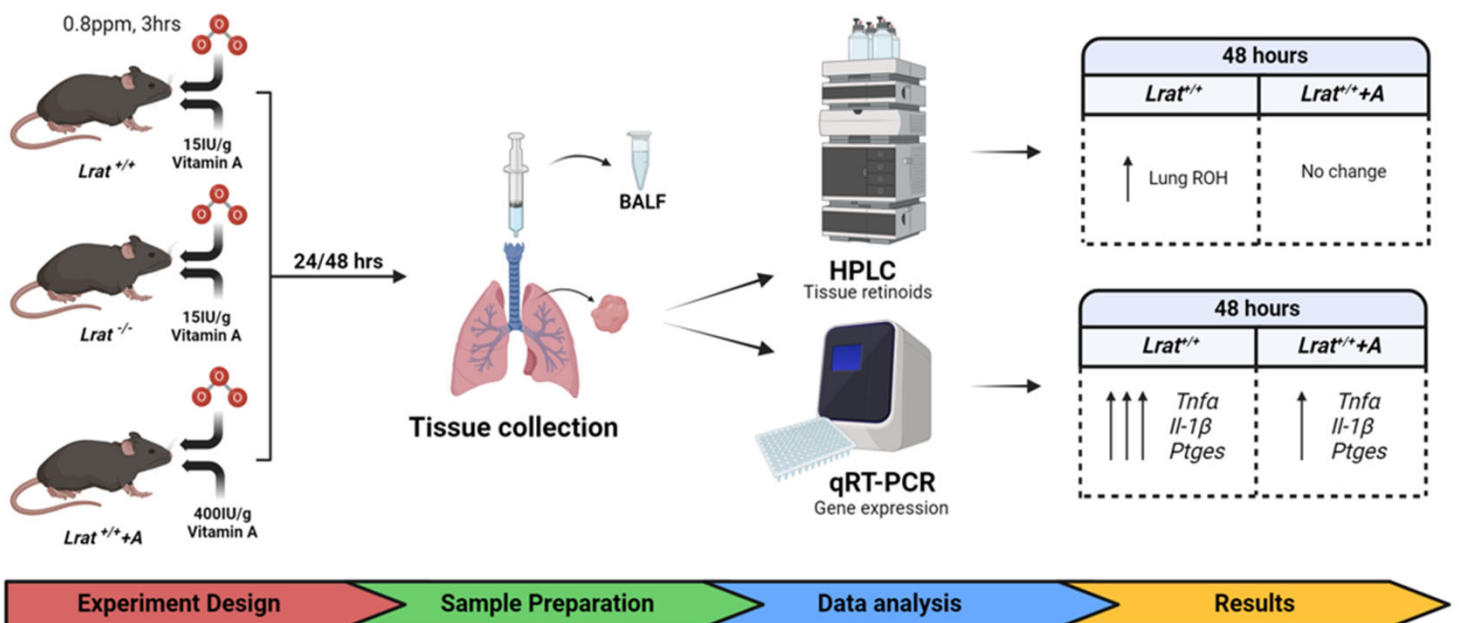 0.8ppm, 3hrs
O O O
15IU/g
Vitamin A
Lrat +/+
O O O
15IU/g
Vitamin A
Lrat -/-
O O O
400IU/g
Vitamin A
Lrat +/++A
24/48 hrs
BALF
Tissue collection
HPLC
Tissue retinoids
qRT-PCR
Gene expression
48 hours
Lrat+/+ Lrat+/++A
Lung ROH No change
48 hours
Lrat+/+ Lrat+/++A
Tnfα Tnfα
Il-1β Il-1β
Ptges Ptges
Experiment Design Sample Preparation Data analysis Results